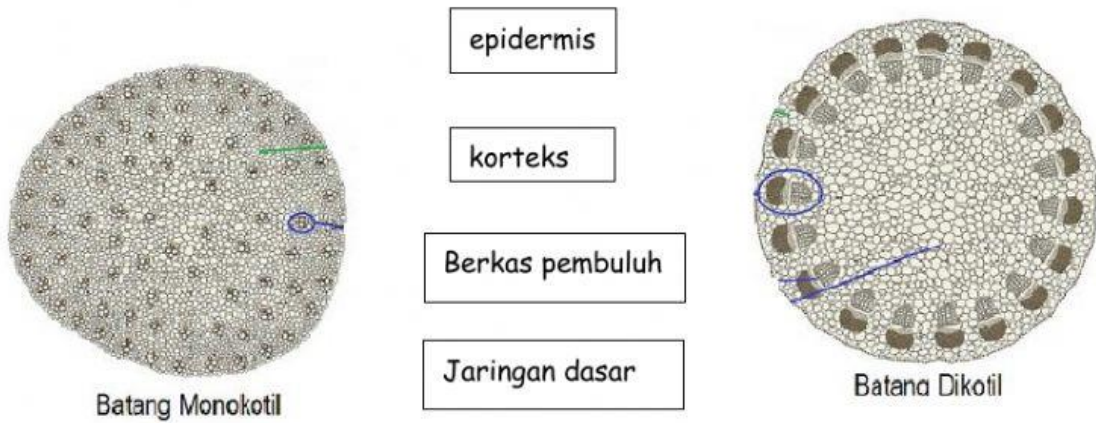 epidermis
korteks
Berkas pembuluh
Jaringan dasar
Batang Monokotil
Batang Dikotil